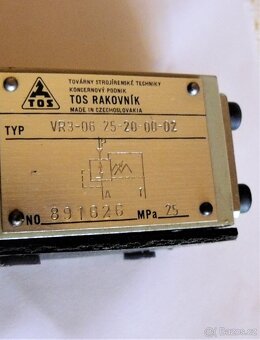 TOVÁRNY STROJÍRENSKÉ TECHNIKY
KONCERNOVÝ PODNIK
TOS RAKOVNÍK
MADE IN CZECHOSLOVAKIA
TOS
TYP VR3-06 25-20-00-02
P
A
NO. 891626 MPa 25